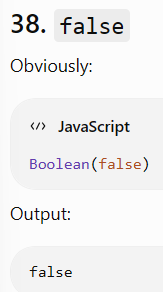 38. false
Obviously:
</> JavaScript
Boolean(false)
Output:
false